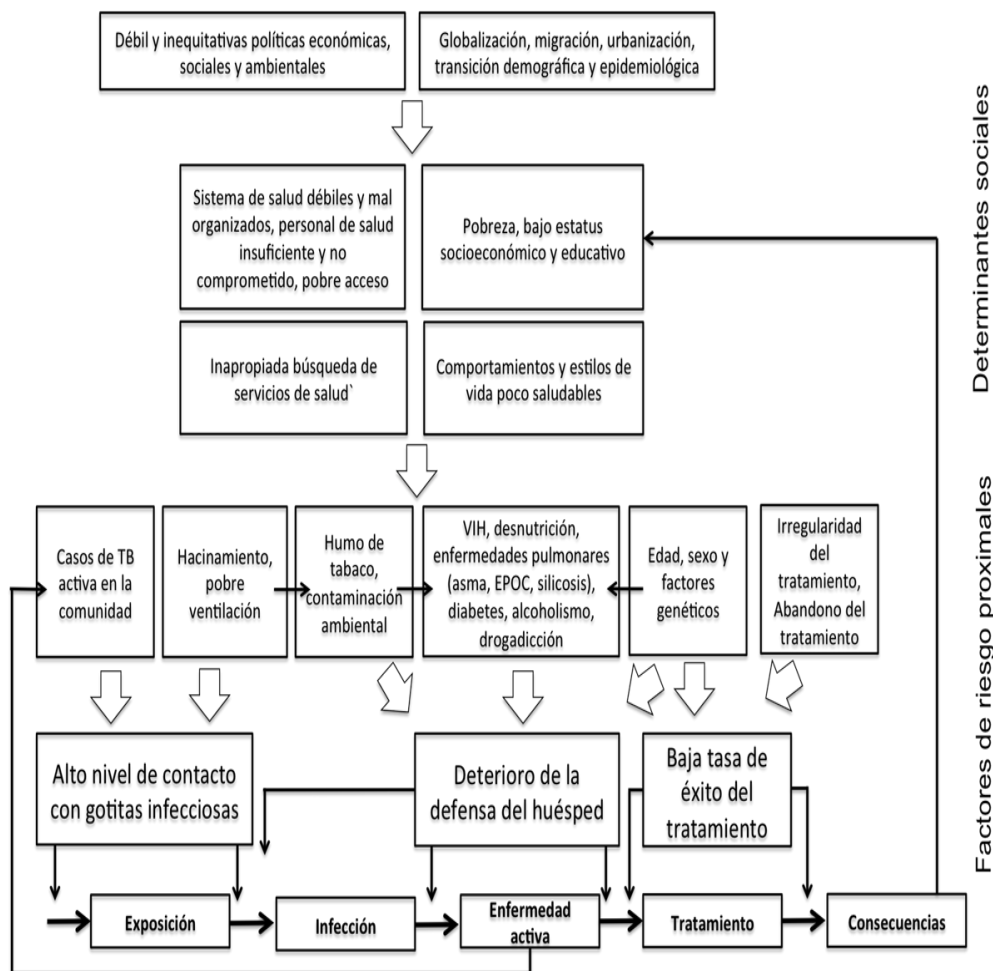 Débil y inequitativas políticas económicas,
sociales y ambientales
Globalización, migración, urbanización,
transición demográfica y epidemiológica
Sistema de salud débiles y mal
organizados, personal de salud
insuficiente y no
comprometido, pobre acceso
Pobreza, bajo estatus
socioeconómico y educativo
Inapropiada búsqueda de
servicios de salud`
Comportamientos y estilos de
vida poco saludables
Determinantes sociales
Casos de TB
activa en la
comunidad
Hacinamiento,
pobre
ventilación
Humo de
tabaco,
contaminación
ambiental
VIH, desnutrición,
enfermedades pulmonares
(asma, EPOC, silicosis),
diabetes, alcoholismo,
drogadicción
Edad, sexo y
factores
genéticos
Irregularidad
del
tratamiento,
Abandono del
tratamiento
Alto nivel de contacto
con gotitas infecciosas
Deterioro de la
defensa del huésped
Baja tasa de
éxito del
tratamiento
Factores de riesgo proximales
Exposición
Infección
Enfermedad
activa
Tratamiento
Consecuencias